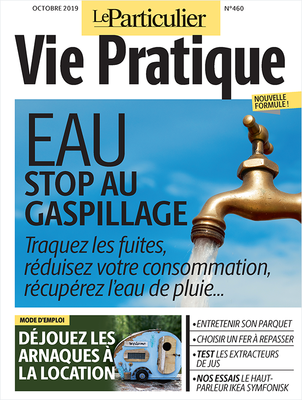 OCTOBRE 2019
Le Particulier
N°460
Vie Pratique
NOUVELLE
FORMULE !
EAU
STOP AU
GASPILLAGE
Traquez les fuites,
réduisez votre consommation,
récupérez l'eau de pluie...
MODE D'EMPLOI
DÉJOUEZ LES
ARNAQUES À
LA LOCATION
• ENTRETENIR SON PARQUET
• CHOISIR UN FER À REPASSER
• TEST LES EXTRACTEURS
DE JUS
• NOS ESSAIS LE HAUT-
PARLEUR IKEA SYMFONISK